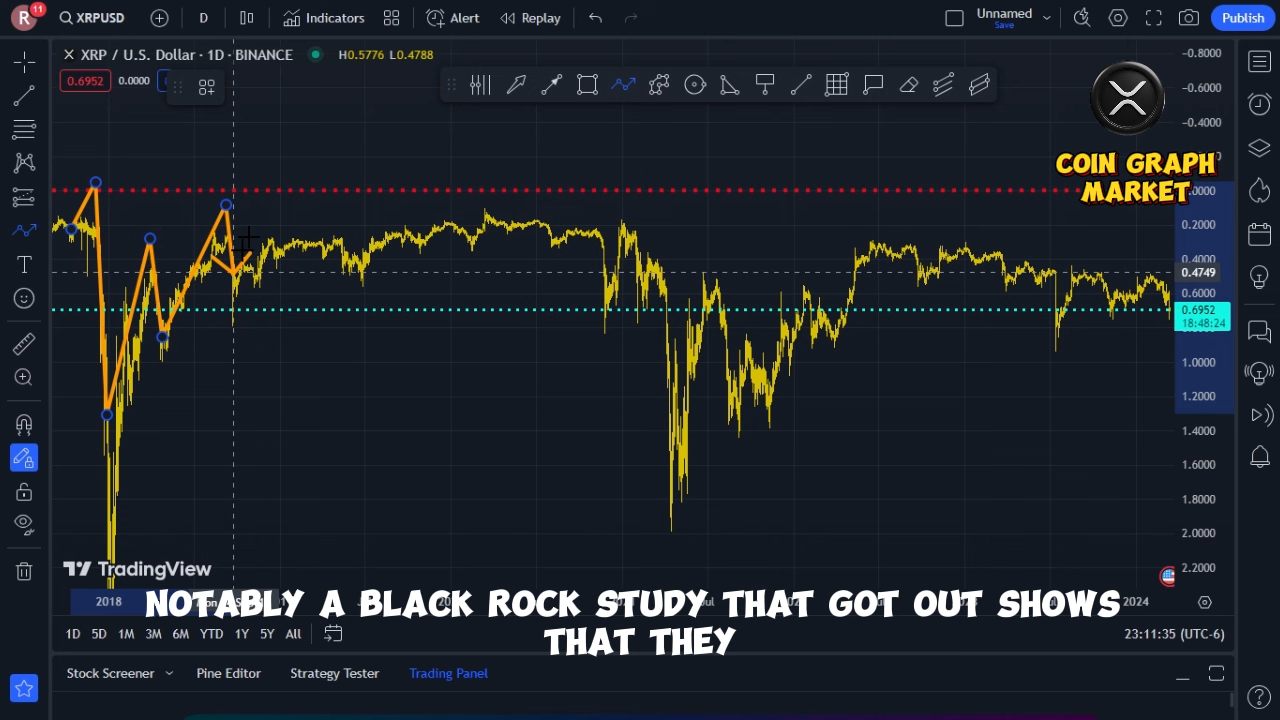 R 11 XRPUSD D Indicators Alert Replay Unnamed Save Publish
XRP / U.S. Dollar · 1D · BINANCE H0.5776 L0.4788
0.6952 0.0000
−0.8000
−0.6000
−0.4000
COIN GRAPH
MARKET
0.2000
0.4000
0.4749
0.6000
0.6952
18:48:24
1.0000
1.2000
1.4000
1.6000
1.8000
2.0000
2.2000
TradingView
2018 2024
NOTABLY A BLACK ROCK STUDY THAT GOT OUT SHOWS
THAT THEY
1D 5D 1M 3M 6M YTD 1Y 5Y All 23:11:35 (UTC-6)
Stock Screener Pine Editor Strategy Tester Trading Panel